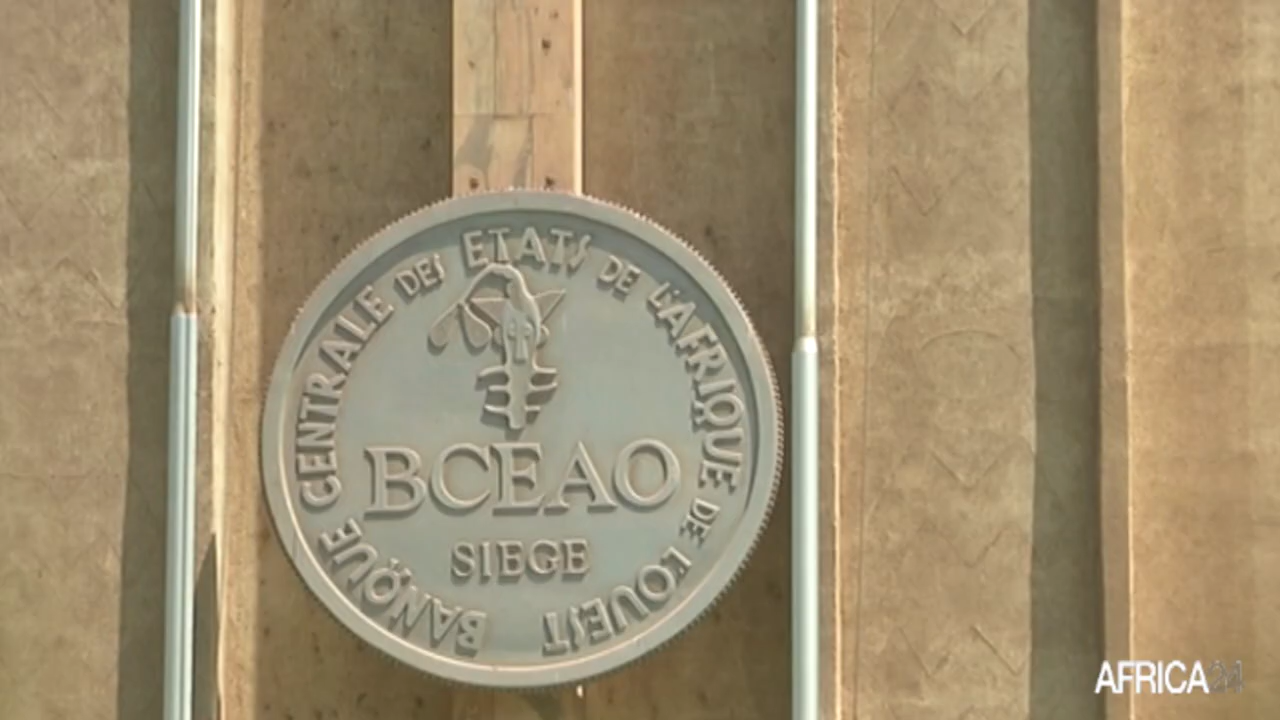 BANQUE CENTRALE DES ETATS DE L'AFRIQUE DE L'OUEST
BCEAO
SIEGE
AFRICA24